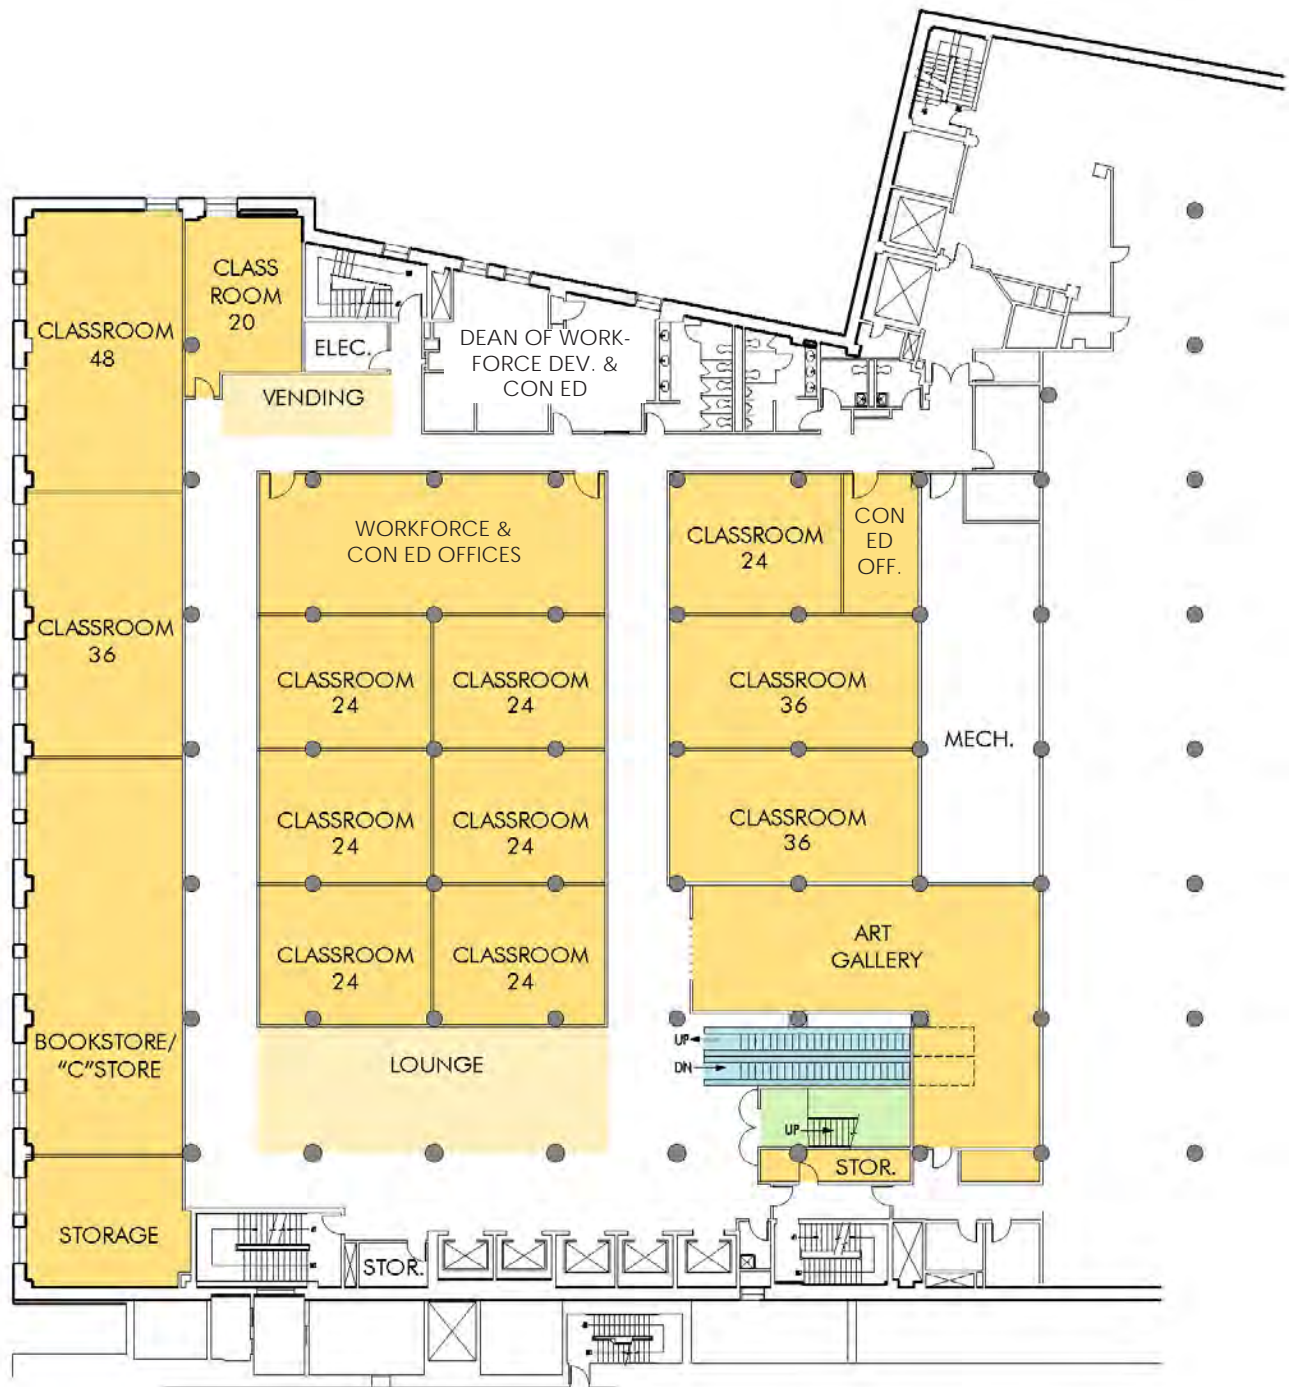 CLASSROOM
48
CLASS
ROOM
20
ELEC.
VENDING
DEAN OF WORK-
FORCE DEV. &
CON ED
WORKFORCE &
CON ED OFFICES
CLASSROOM
24
CON
ED
OFF.
CLASSROOM
36
CLASSROOM
24
CLASSROOM
24
CLASSROOM
36
MECH.
CLASSROOM
24
CLASSROOM
24
CLASSROOM
36
CLASSROOM
24
CLASSROOM
24
ART
GALLERY
BOOKSTORE/
"C"STORE
LOUNGE
UP
DN
UP
STOR.
STORAGE
STOR.